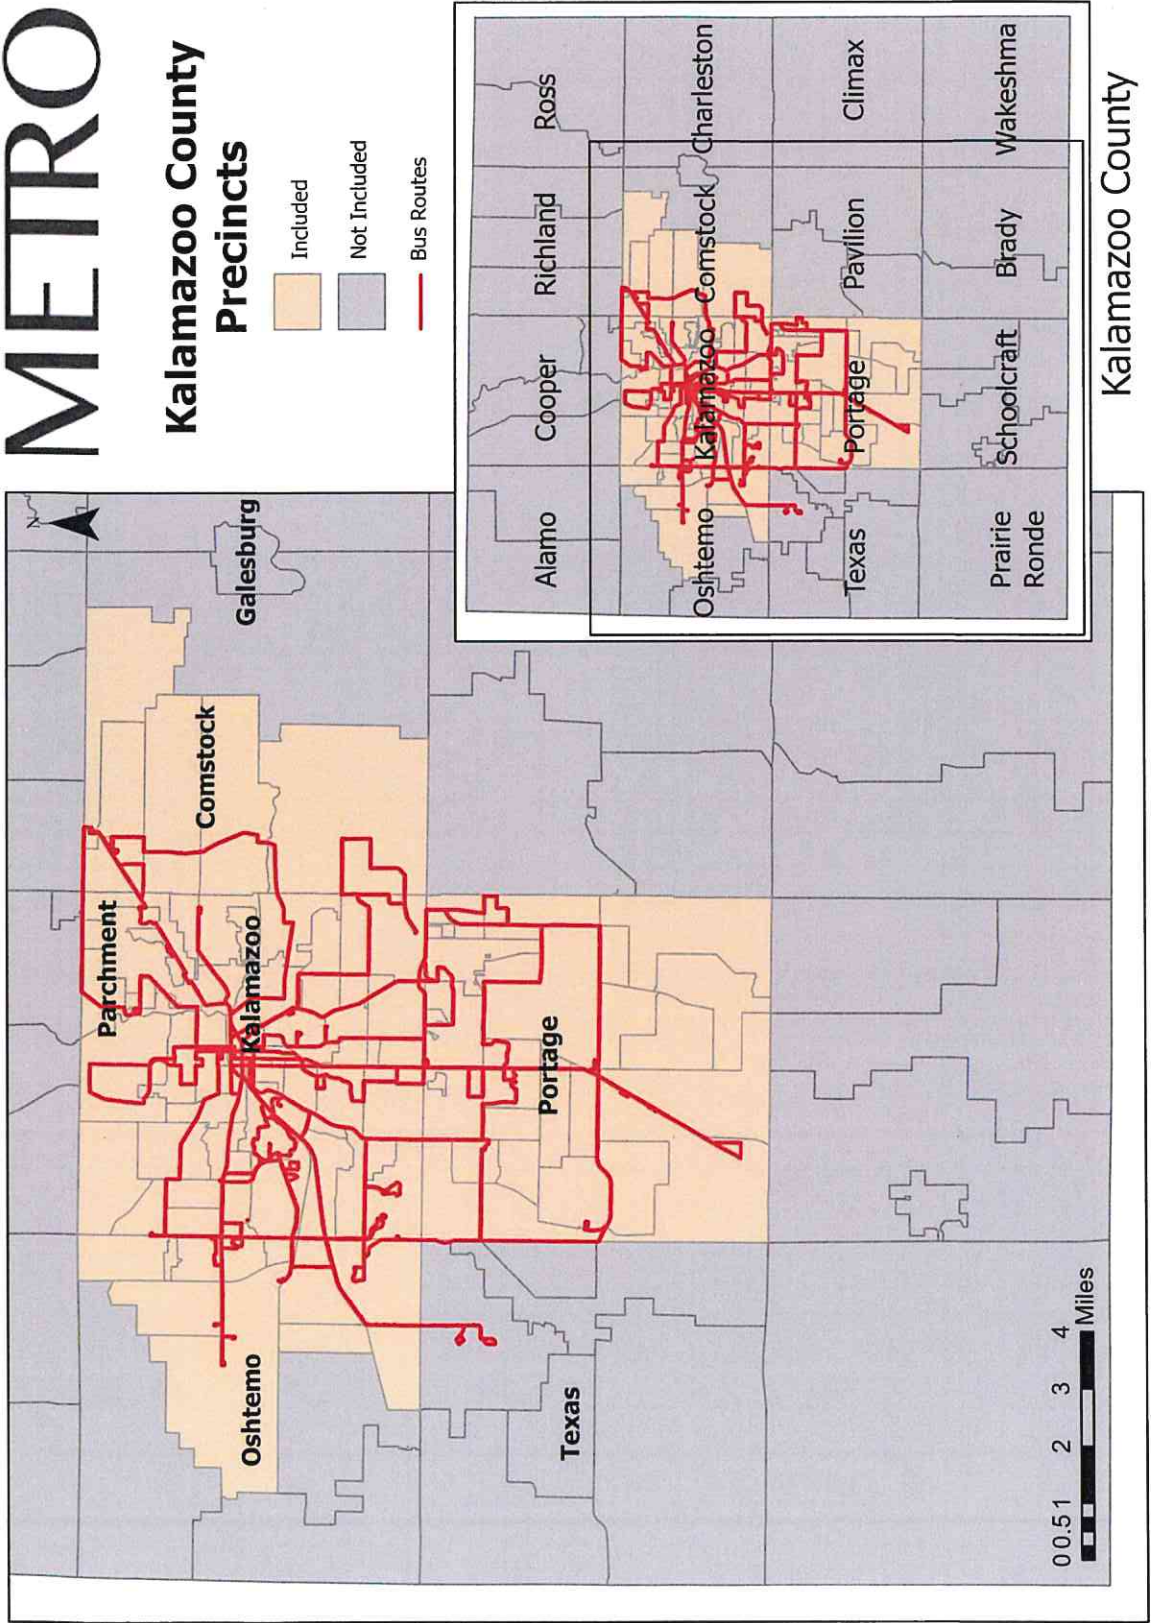 METRO
Kalamazoo County
Precincts
Included
Not Included
Bus Routes
N
Galesburg
Comstock
Parchment
Kalamazoo
Portage
Oshtemo
Texas
0 0.5 1 2 3 4
Miles
Alamo
Cooper
Richland
Ross
Oshtemo
Kalamazoo
Comstock
Charleston
Texas
Portage
Pavilion
Climax
Prairie
Ronde
Schoolcraft
Brady
Wakeshma
Kalamazoo County